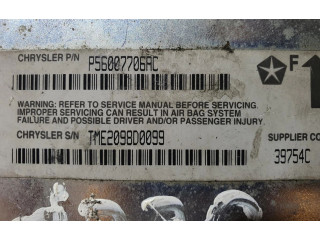 CHRYSLER P/N P56007706AC
F 1
WARNING: REFER TO SERVICE MANUAL BEFORE SERVICING.
IMPROPER SERVICING CAN RESULT IN AIR BAG SYSTEM
FAILURE AND POSSIBLE DRIVER AND/OR PASSENGER INJURY.
CHRYSLER S/N TME2098D0099
SUPPLIER CO
39754C